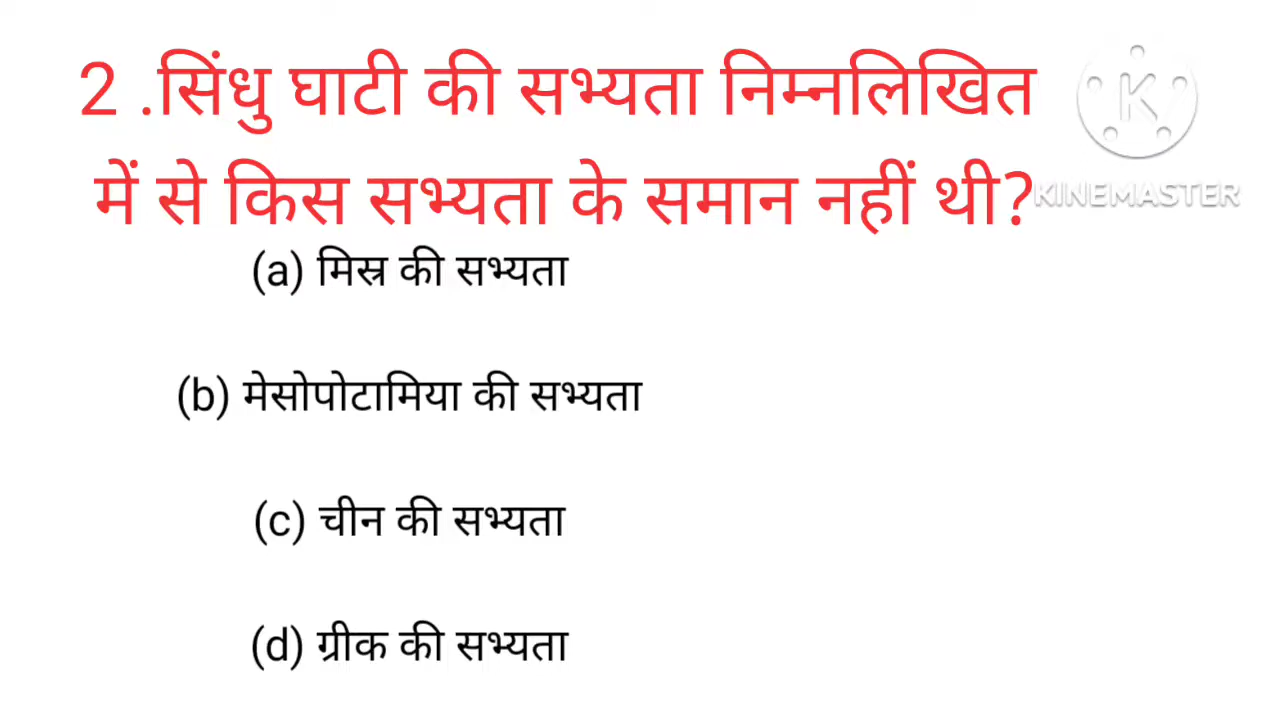 2 .सिंधु घाटी की सभ्यता निम्नलिखित
में से किस सभ्यता के समान नहीं थी?
KINEMASTER
(a) मिस्र की सभ्यता
(b) मेसोपोटामिया की सभ्यता
(c) चीन की सभ्यता
(d) ग्रीक की सभ्यता